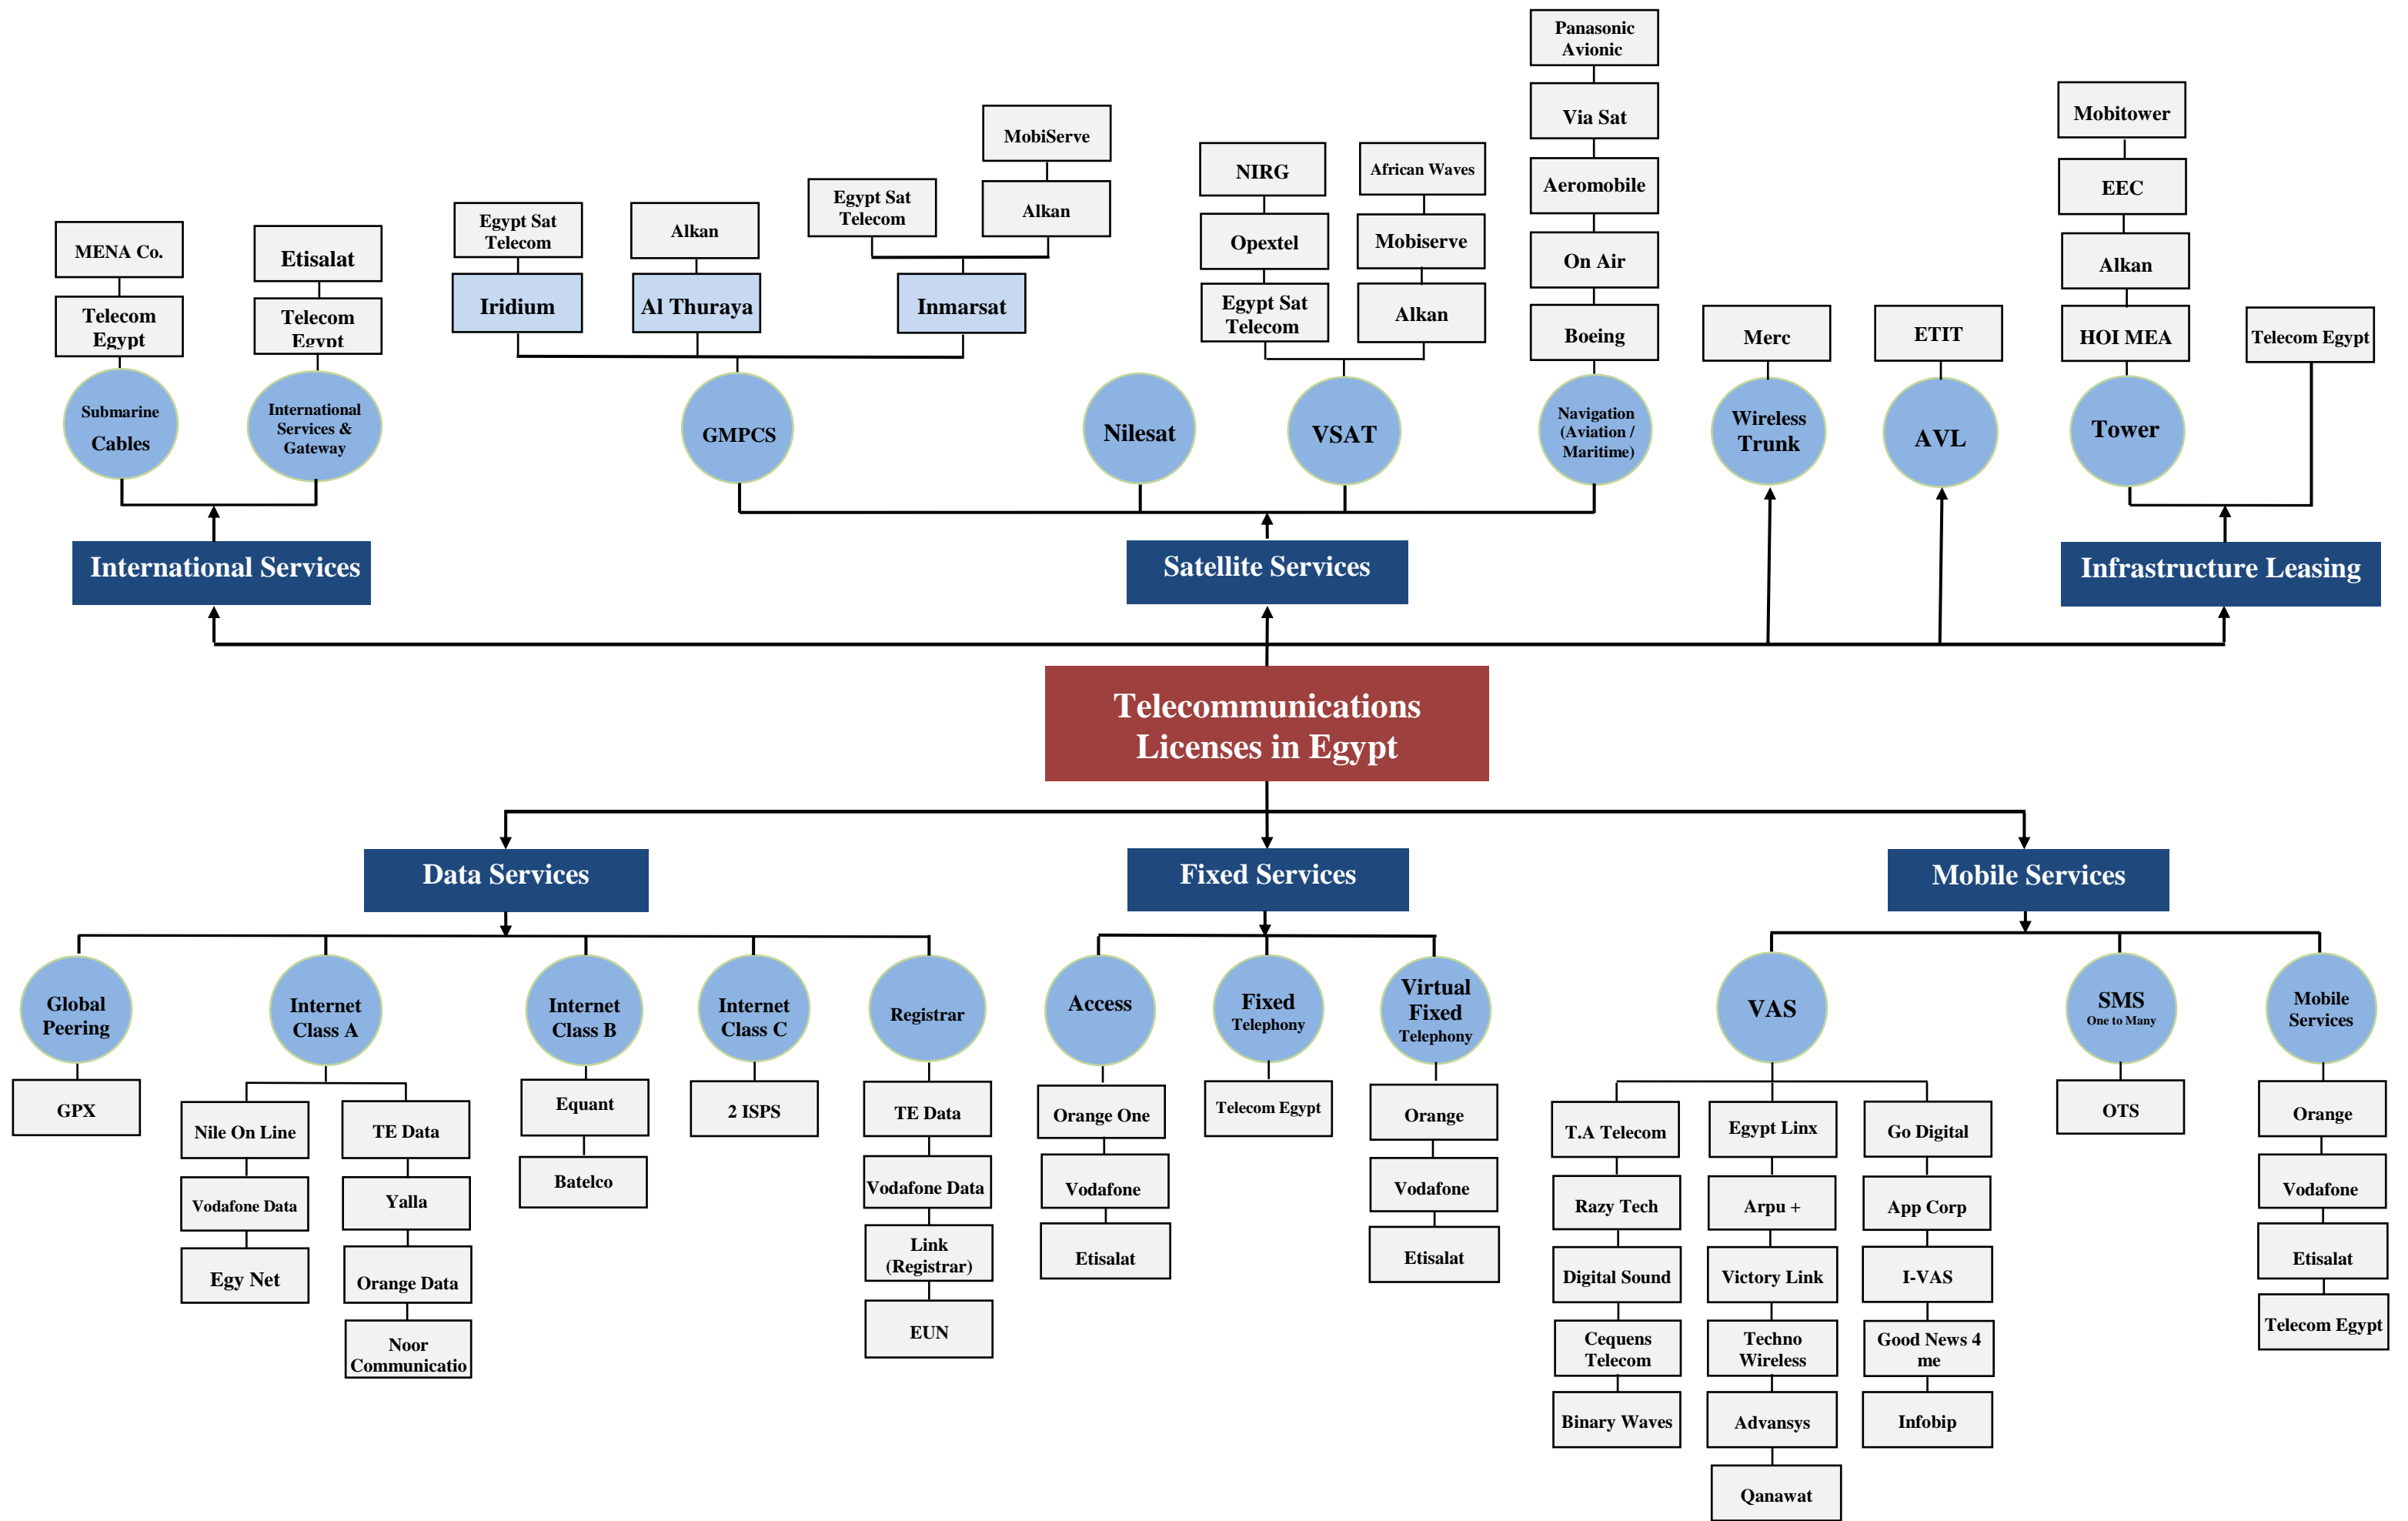 Panasonic
Avionic
Via Sat
Aeromobile
On Air
Boeing
Mobitower
EEC
Alkan
HOI MEA
Telecom Egypt
MobiServe
Alkan
Egypt Sat
Telecom
Egypt Sat
Telecom
Alkan
Iridium
Al Thuraya
Inmarsat
NIRG
Opextel
Egypt Sat
Telecom
African Waves
Mobiserve
Alkan
MENA Co.
Telecom
Egypt
Etisalat
Telecom
Egypt
Merc
ETIT
Submarine
Cables
International
Services &
Gateway
GMPCS
Nilesat
VSAT
Navigation
(Aviation /
Maritime)
Wireless
Trunk
AVL
Tower
International Services
Satellite Services
Infrastructure Leasing
Telecommunications
Licenses in Egypt
Data Services
Fixed Services
Mobile Services
Global
Peering
Internet
Class A
Internet
Class B
Internet
Class C
Registrar
Access
Fixed
Telephony
Virtual
Fixed
Telephony
VAS
SMS
One to Many
Mobile
Services
GPX
Nile On Line
Vodafone Data
Egy Net
TE Data
Yalla
Orange Data
Noor
Communicatio
Equant
Batelco
2 ISPS
TE Data
Vodafone Data
Link
(Registrar)
EUN
Orange One
Vodafone
Etisalat
Telecom Egypt
Orange
Vodafone
Etisalat
T.A Telecom
Razy Tech
Digital Sound
Cequens
Telecom
Binary Waves
Egypt Linx
Arpu +
Victory Link
Techno
Wireless
Advansys
Qanawat
Go Digital
App Corp
I-VAS
Good News 4
me
Infobip
OTS
Orange
Vodafone
Etisalat
Telecom Egypt